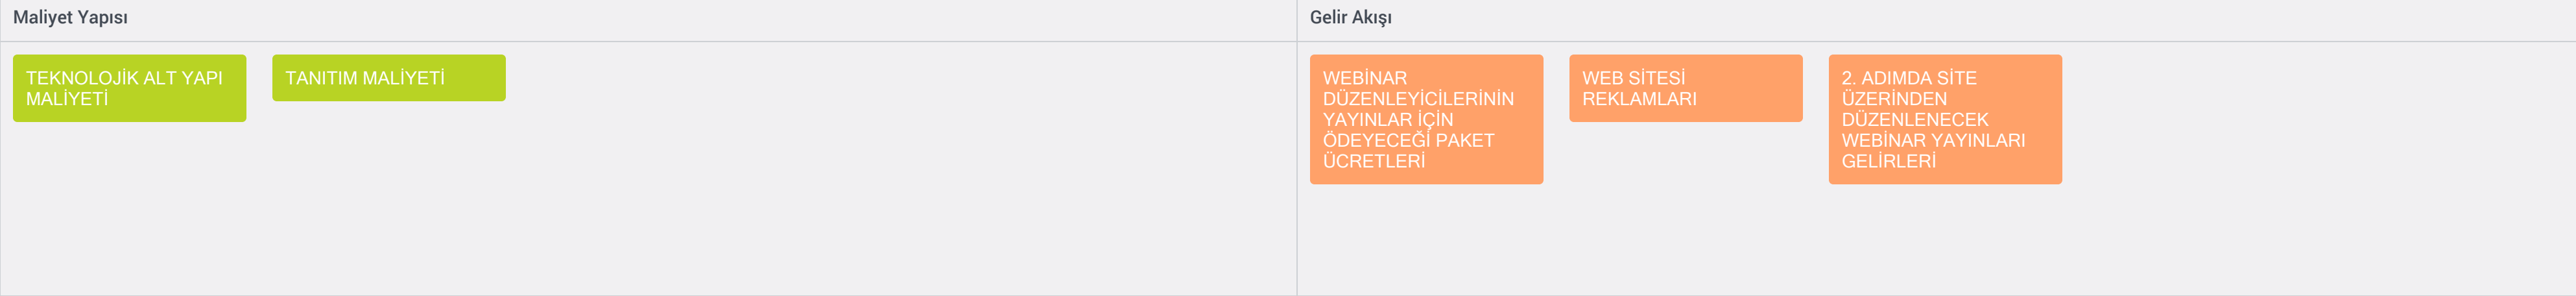 Maliyet Yapısı
TEKNOLOJİK ALT YAPI
MALİYETİ
TANITIM MALİYETİ
Gelir Akışı
WEBİNAR
DÜZENLEYİCİLERİNİN
YAYINLAR İÇİN
ÖDEYECEĞİ PAKET
ÜCRETLERİ
WEB SİTESİ
REKLAMLARI
2. ADIMDA SİTE
ÜZERİNDEN
DÜZENLENECEK
WEBİNAR YAYINLARI
GELİRLERİ